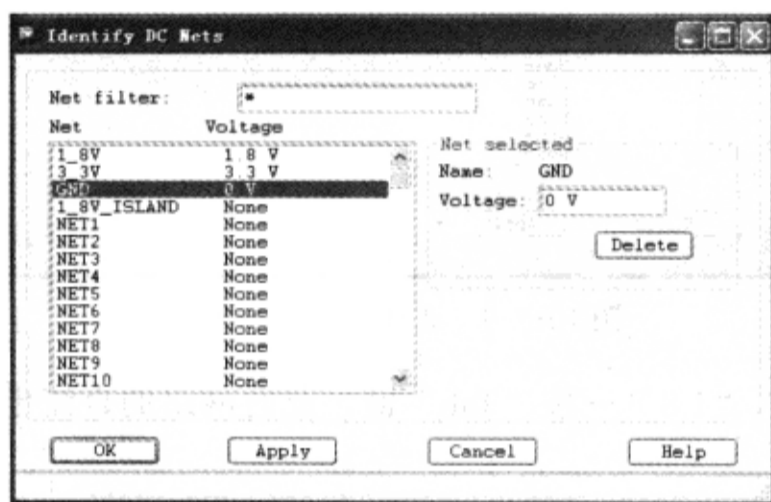 Identify DC Nets
Net filter: *
Net Voltage
1_8V 1.8 V
3_3V 3.3 V
GND 0 V
1_8V_ISLAND None
NET1 None
NET2 None
NET3 None
NET4 None
NET5 None
NET6 None
NET7 None
NET8 None
NET9 None
NET10 None
Net selected
Name: GND
Voltage: 0 V
Delete
OK Apply Cancel Help